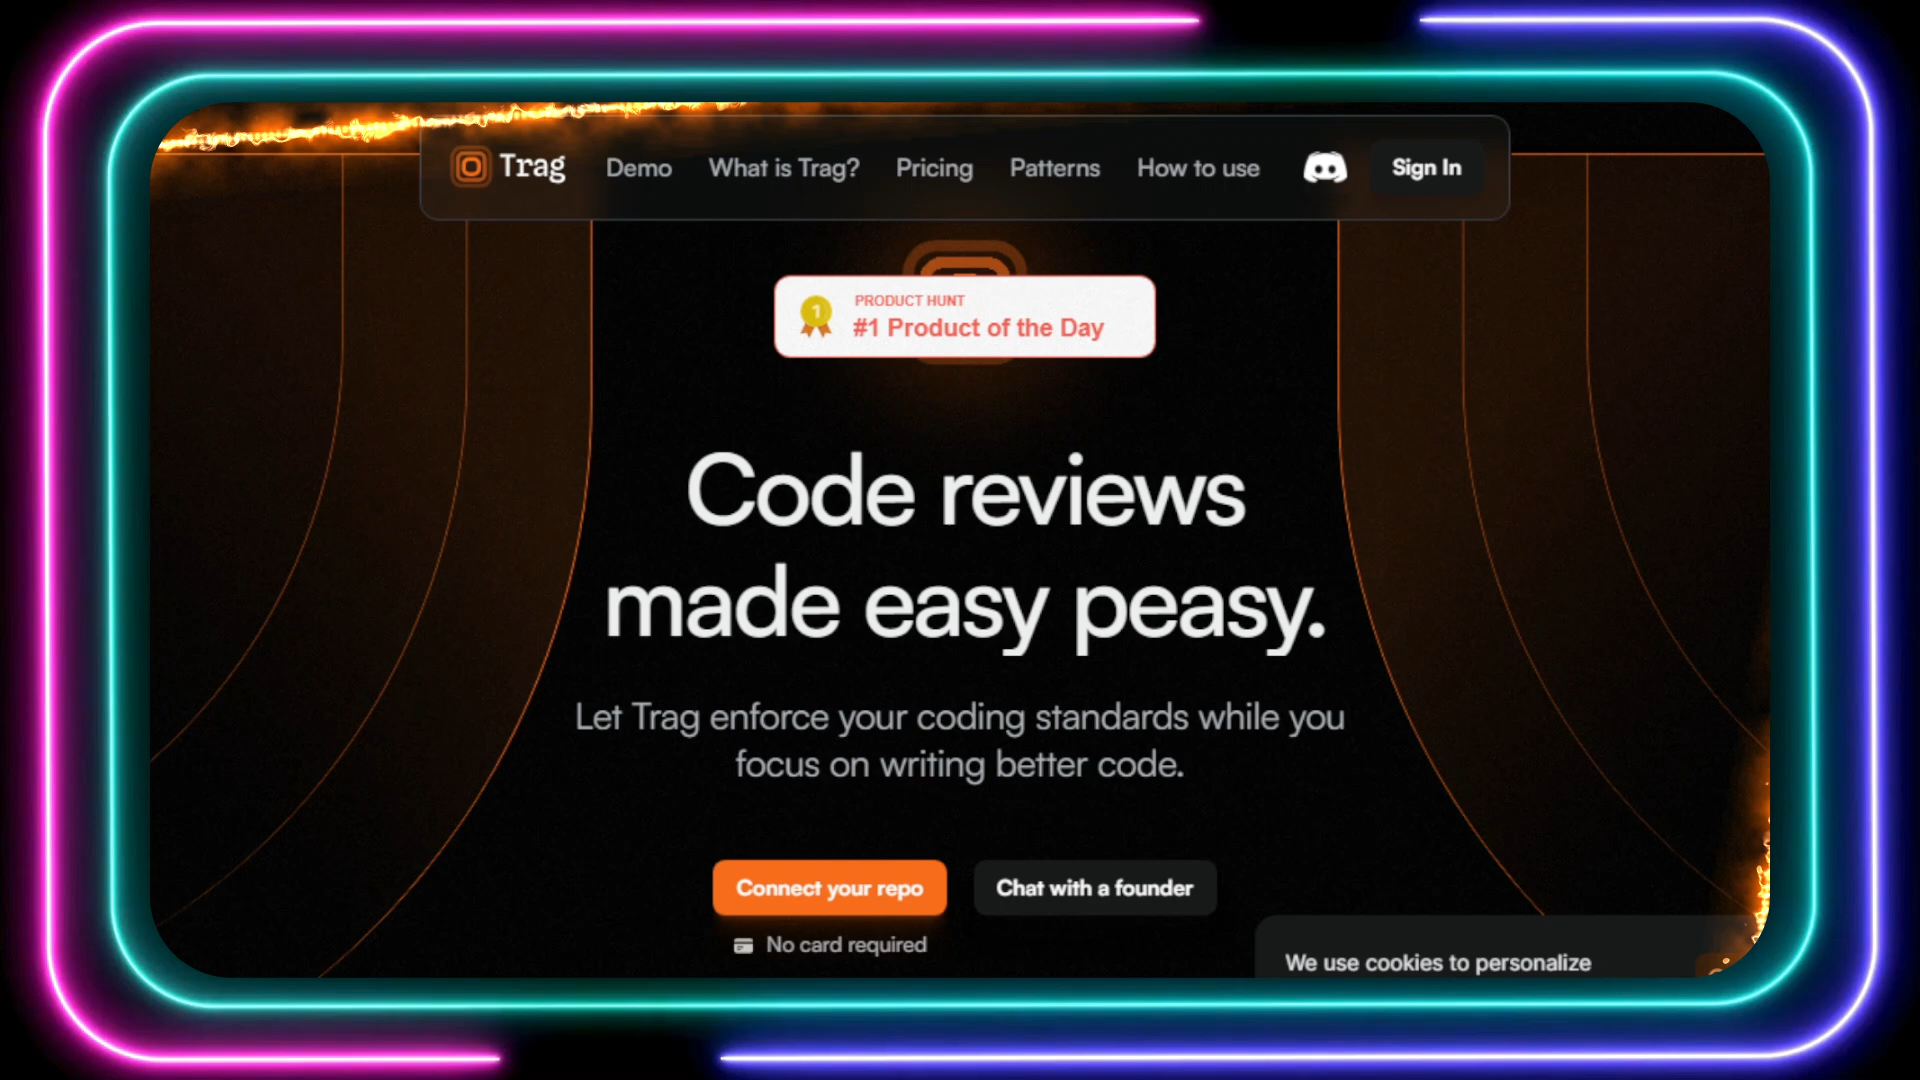 Trag
Demo
What is Trag?
Pricing
Patterns
How to use
Sign In
1
PRODUCT HUNT
#1 Product of the Day
Code reviews
made easy peasy.
Let Trag enforce your coding standards while you
focus on writing better code.
Connect your repo
Chat with a founder
No card required
We use cookies to personalize